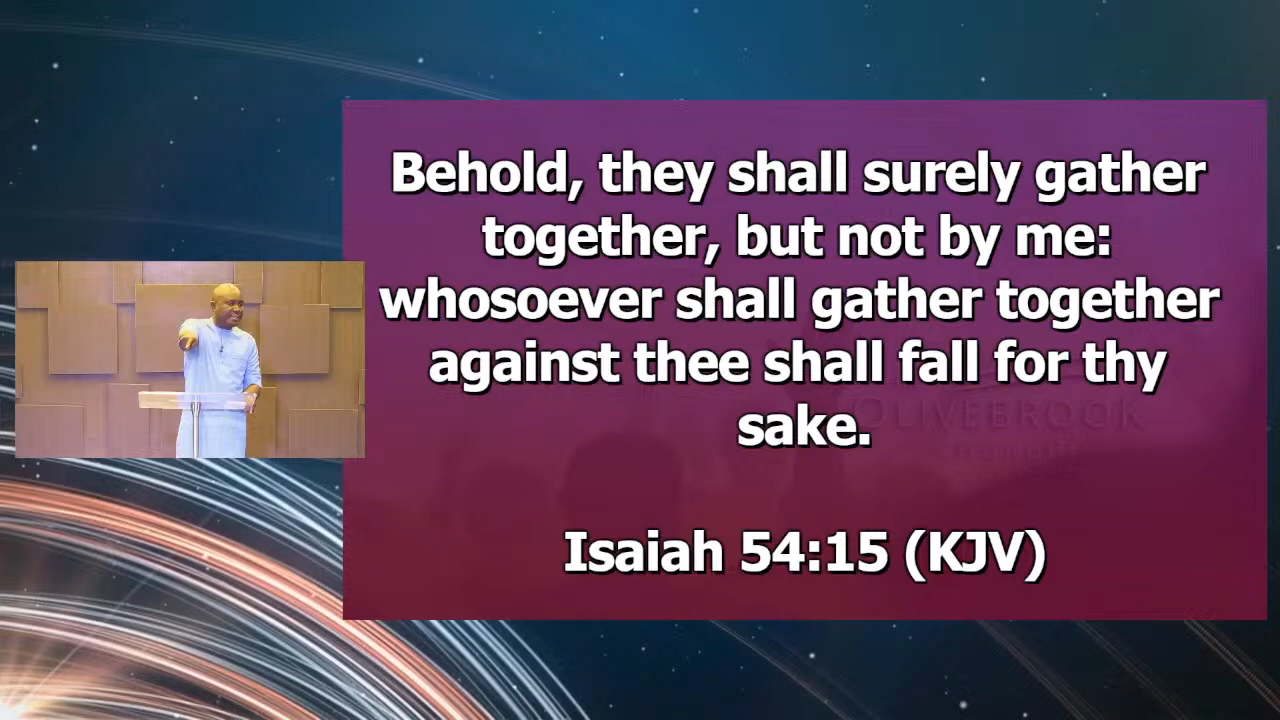 Behold, they shall surely gather
together, but not by me:
whosoever shall gather together
against thee shall fall for thy
sake.
Isaiah 54:15 (KJV)
OLIVEBROOK